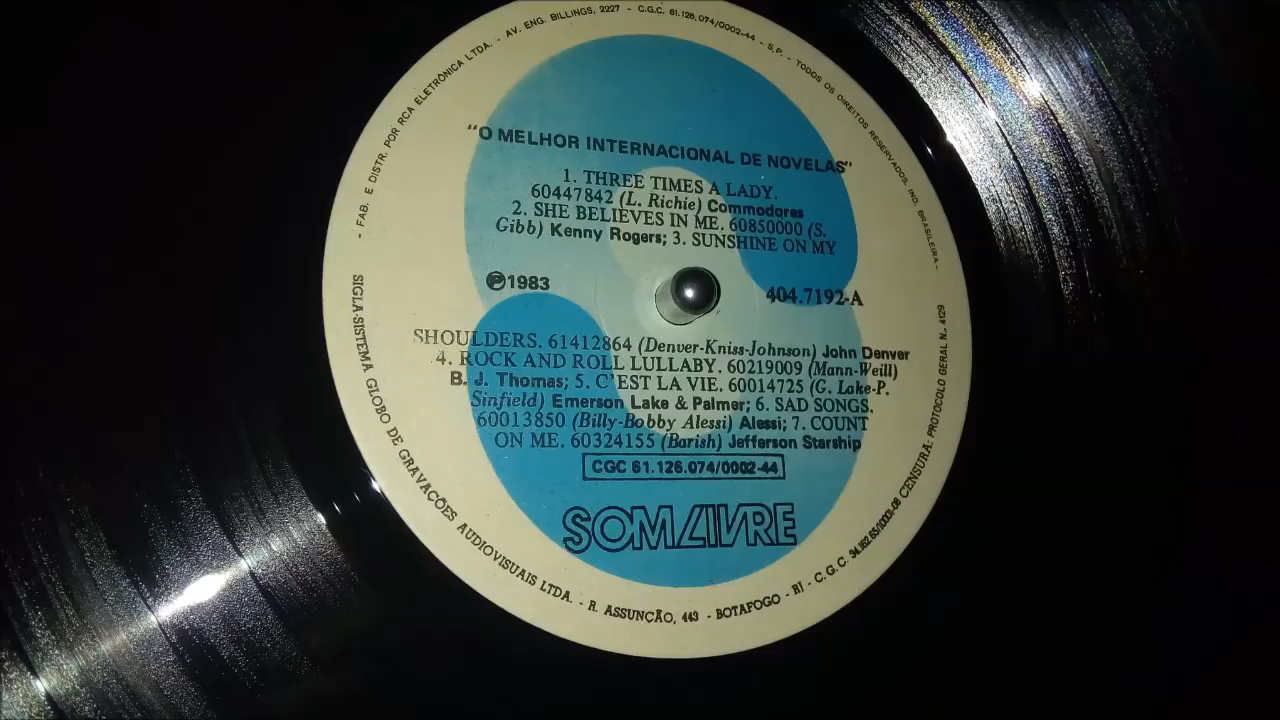 - FAB. E DISTR. POR RCA ELETRÔNICA LTDA. - AV. ENG. BILLINGS, 2227 - C.G.C. 61.126.074/0002-44 - S.P. - TODOS OS DIREITOS RESERVADOS. IND. BRASILEIRA -
"O MELHOR INTERNACIONAL DE NOVELAS"
1. THREE TIMES A LADY.
60447842 (L. Richie) Commodores
2. SHE BELIEVES IN ME. 60850000 (S.
Gibb) Kenny Rogers; 3. SUNSHINE ON MY
℗1983
404.7192-A
SHOULDERS. 61412864 (Denver-Kniss-Johnson) John Denver
4. ROCK AND ROLL LULLABY. 60219009 (Mann-Weill)
B. J. Thomas; 5. C'EST LA VIE. 60014725 (G. Lake-P.
Sinfield) Emerson Lake & Palmer; 6. SAD SONGS.
60013850 (Billy-Bobby Alessi) Alessi; 7. COUNT
ON ME. 60324155 (Barish) Jefferson Starship
CGC 61.126.074/0002-44
SOM LIVRE
SIGLA-SISTEMA GLOBO DE GRAVAÇÕES AUDIOVISUAIS LTDA. - R. ASSUNÇÃO, 443 - BOTAFOGO - RJ - C.G.C. 34.162.651/0001-08 CENSURA: PROTOCOLO GERAL N.. 4129